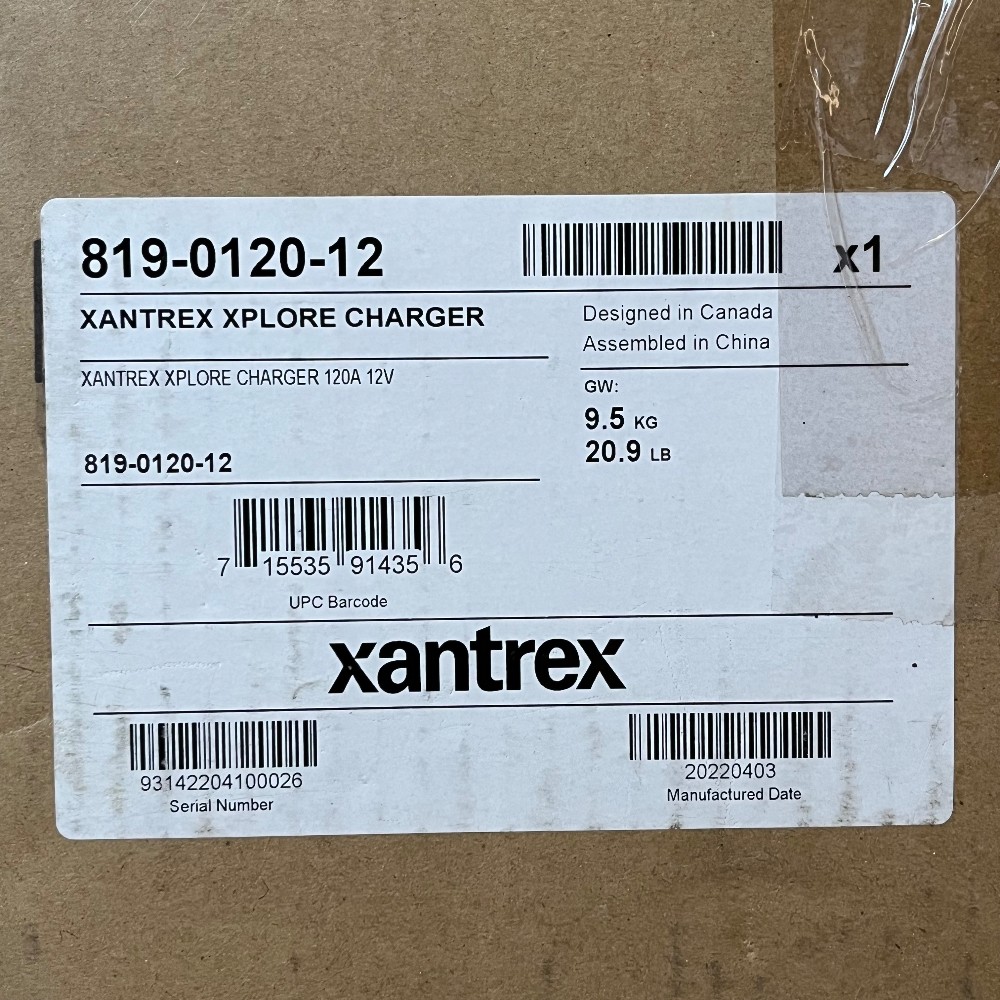 819-0120-12
x1
XANTREX XPLORE CHARGER
Designed in Canada
Assembled in China
XANTREX XPLORE CHARGER 120A 12V
GW:
9.5 KG
20.9 LB
819-0120-12
7 15535 91435 6
UPC Barcode
xantrex
93142204100026
Serial Number
20220403
Manufactured Date